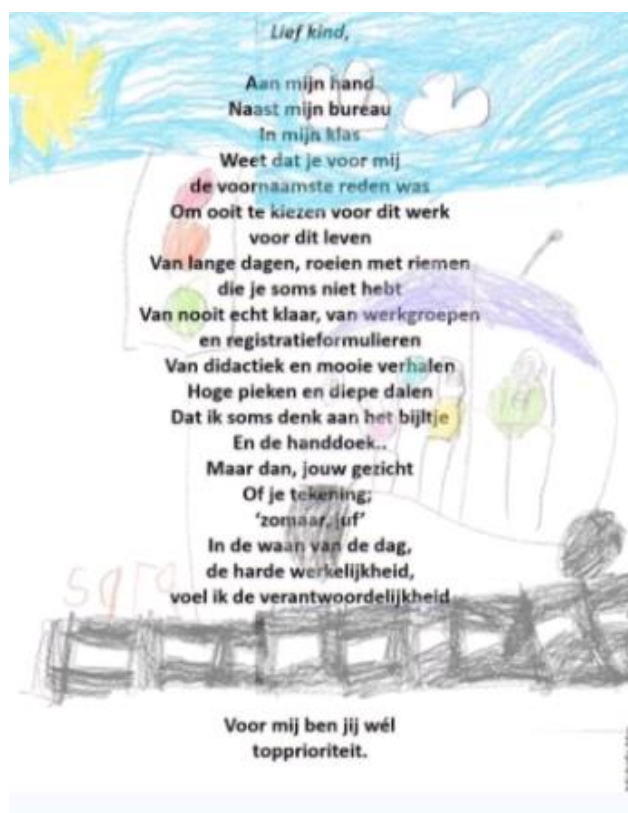 Lief kind,
Aan mijn hand
Naast mijn bureau
In mijn klas
Weet dat je voor mij
de voornaamste reden was
Om ooit te kiezen voor dit werk
voor dit leven
Van lange dagen, roeien met riemen
die je soms niet hebt
Van nooit echt klaar, van werkgroepen
en registratieformulieren
Van didactiek en mooie verhalen
Hoge pieken en diepe dalen
Dat ik soms denk aan het bijltje
En de handdoek..
Maar dan, jouw gezicht
Of je tekening;
‘zomaar, juf’
In de waan van de dag,
de harde werkelijkheid,
voel ik de verantwoordelijkheid
sara
Voor mij ben jij wél
topprioriteit.